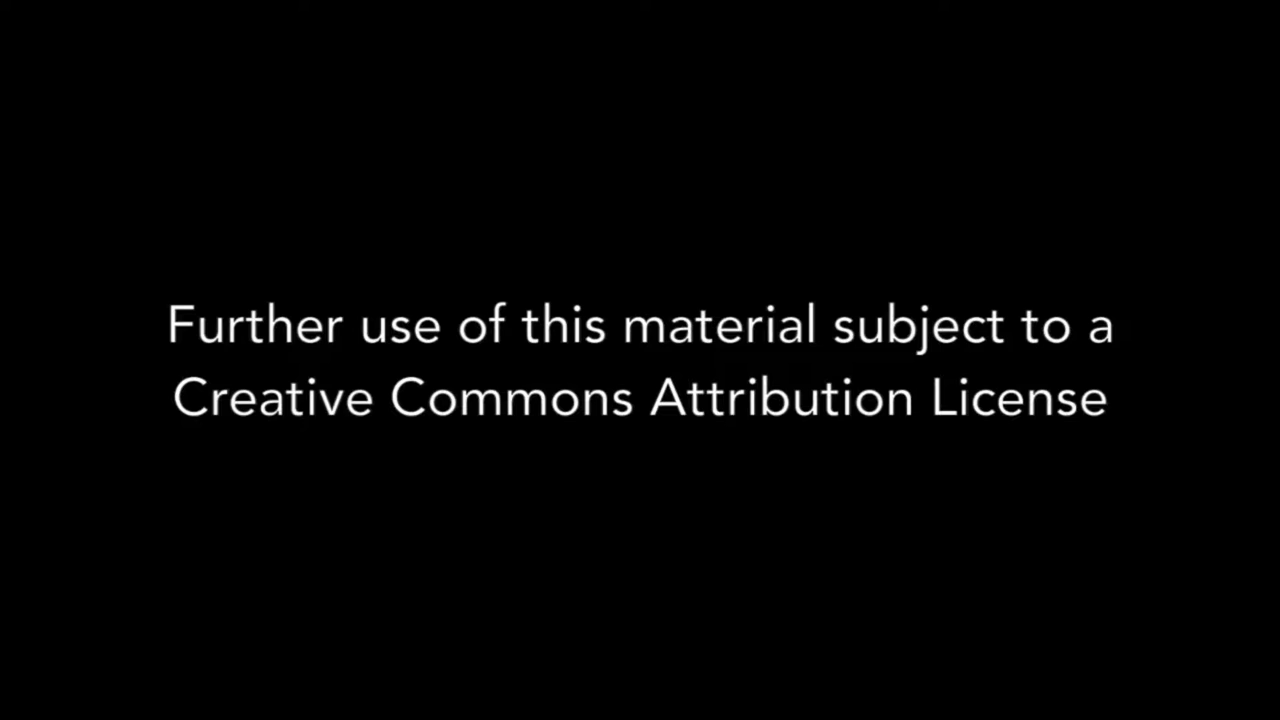 Further use of this material subject to a
Creative Commons Attribution License